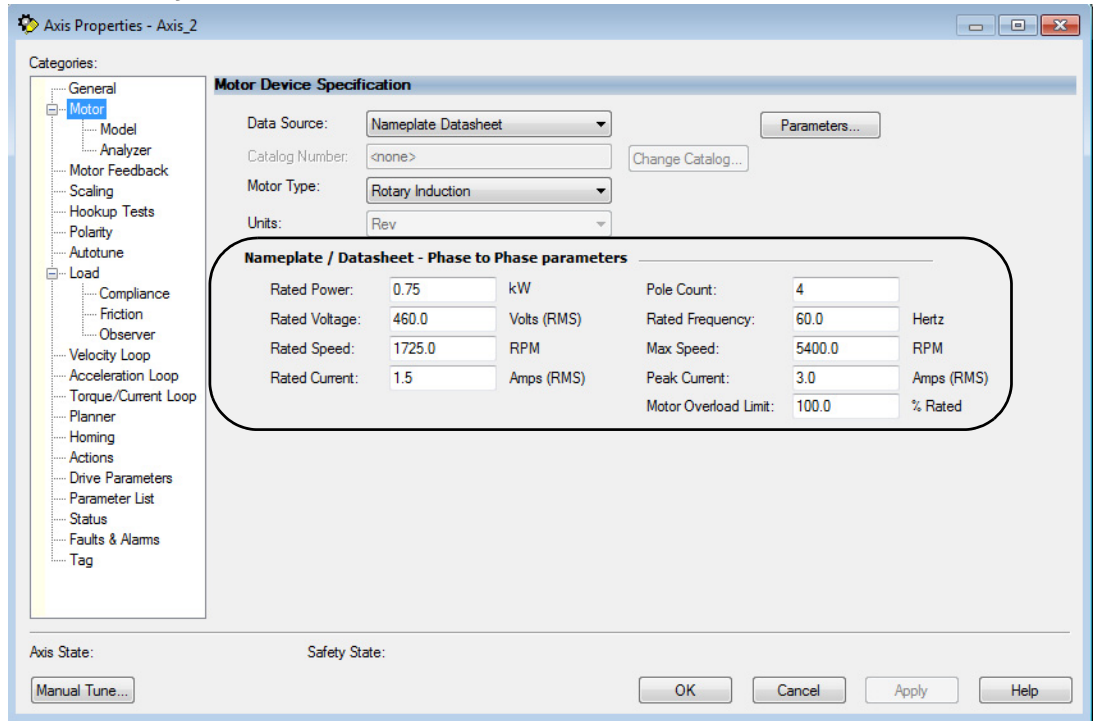 Axis Properties - Axis_2
Categories:
General
Motor
Model
Analyzer
Motor Feedback
Scaling
Hookup Tests
Polarity
Autotune
Load
Compliance
Friction
Observer
Velocity Loop
Acceleration Loop
Torque/Current Loop
Planner
Homing
Actions
Drive Parameters
Parameter List
Status
Faults & Alarms
Tag
Motor Device Specification
Data Source: Nameplate Datasheet Parameters...
Catalog Number: <none> Change Catalog...
Motor Type: Rotary Induction
Units: Rev
Nameplate / Datasheet - Phase to Phase parameters
Rated Power: 0.75 kW Pole Count: 4
Rated Voltage: 460.0 Volts (RMS) Rated Frequency: 60.0 Hertz
Rated Speed: 1725.0 RPM Max Speed: 5400.0 RPM
Rated Current: 1.5 Amps (RMS) Peak Current: 3.0 Amps (RMS)
Motor Overload Limit: 100.0 % Rated
Axis State: Safety State:
Manual Tune... OK Cancel Apply Help